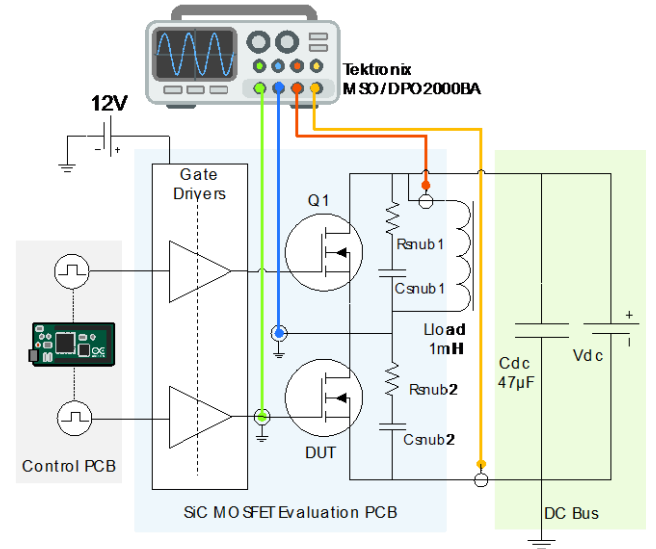 Tektronix
MSO/DPO2000BA
12V
Gate
Drivers
Q1
Rsnub1
Csnub1
Lload
1mH
Rsnub2
Csnub2
Cdc
47µF
Vdc
DUT
Control PCB
SiC MOSFET Evaluation PCB
DC Bus